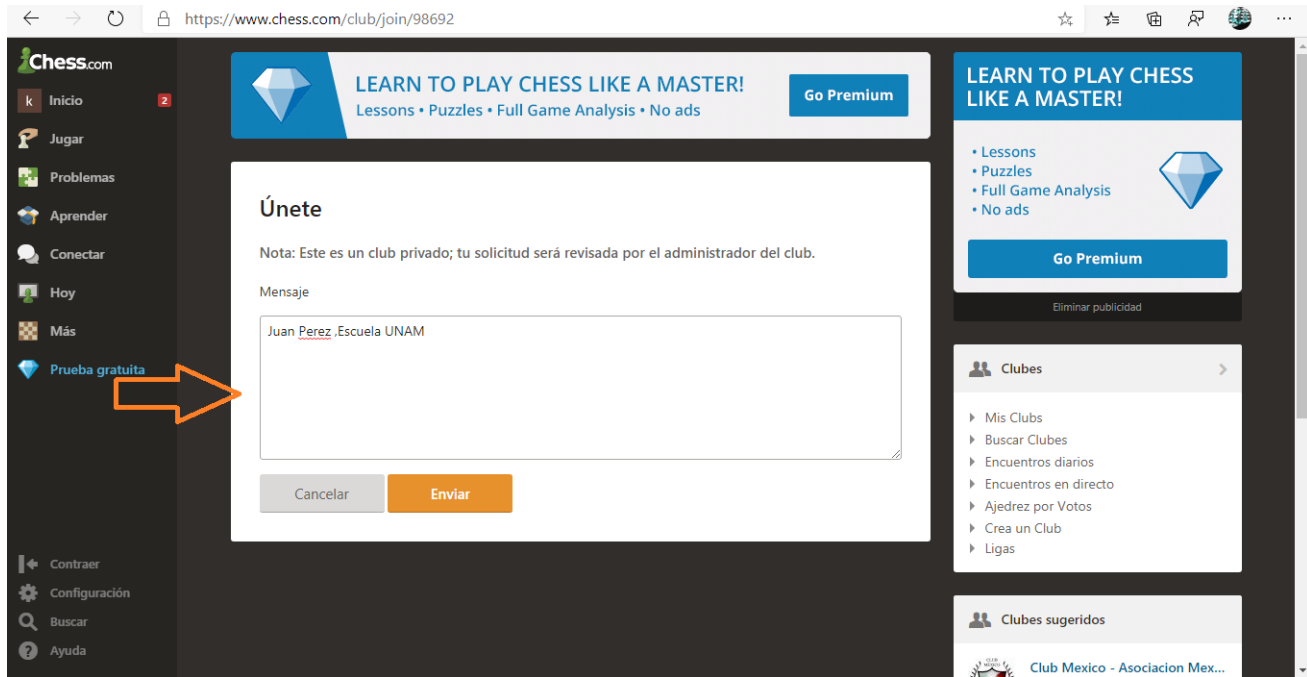 https://www.chess.com/club/join/98692
Chess.com
k Inicio 2
Jugar
Problemas
Aprender
Conectar
Hoy
Más
Prueba gratuita
Contraer
Configuración
Buscar
Ayuda
LEARN TO PLAY CHESS LIKE A MASTER!
Lessons • Puzzles • Full Game Analysis • No ads
Go Premium
Únete
Nota: Este es un club privado; tu solicitud será revisada por el administrador del club.
Mensaje
Juan Perez ,Escuela UNAM
Cancelar
Enviar
LEARN TO PLAY CHESS
LIKE A MASTER!
• Lessons
• Puzzles
• Full Game Analysis
• No ads
Go Premium
Eliminar publicidad
Clubes
Mis Clubs
Buscar Clubes
Encuentros diarios
Encuentros en directo
Ajedrez por Votos
Crea un Club
Ligas
Clubes sugeridos
Club Mexico - Asociacion Mex...